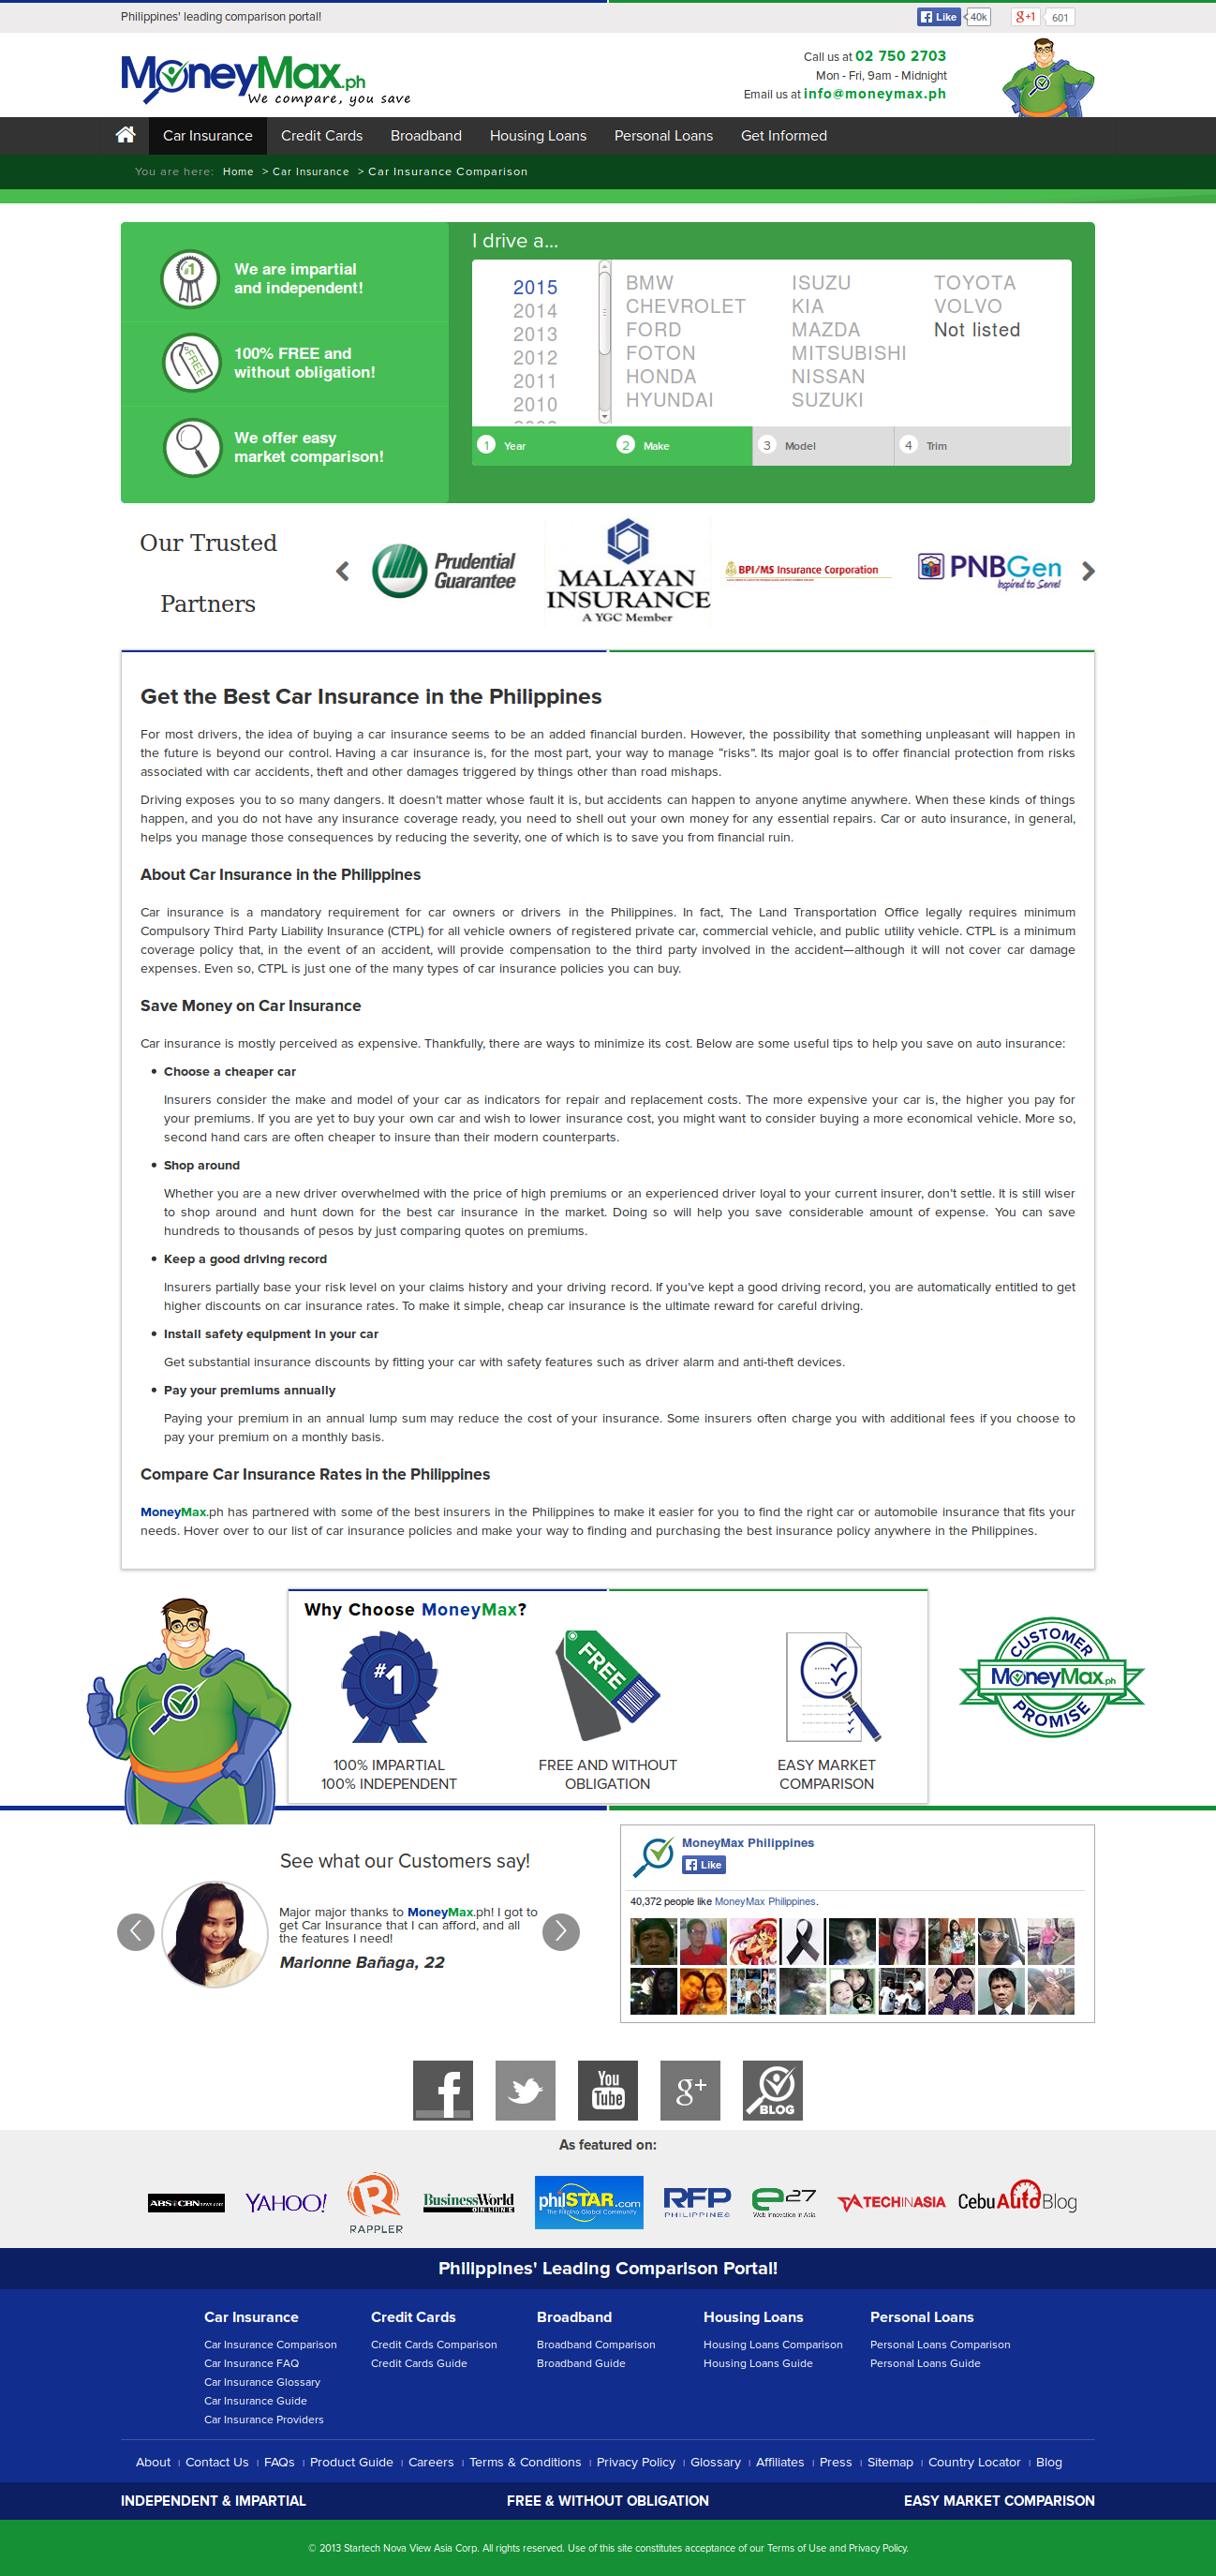 Philippines' leading comparison portal!
Like 40k
g+1 601
MoneyMax.ph
We compare, you save
Call us at 02 750 2703
Mon - Fri, 9am - Midnight
Email us at info@moneymax.ph
Car Insurance Credit Cards Broadband Housing Loans Personal Loans Get Informed
You are here: Home > Car Insurance > Car Insurance Comparison
#1
We are impartial
and independent!
FREE
100% FREE and
without obligation!
We offer easy
market comparison!
I drive a...
2015
2014
2013
2012
2011
2010
BMW
CHEVROLET
FORD
FOTON
HONDA
HYUNDAI
ISUZU
KIA
MAZDA
MITSUBISHI
NISSAN
SUZUKI
TOYOTA
VOLVO
Not listed
1 Year 2 Make 3 Model 4 Trim
Our Trusted
Partners
Prudential
Guarantee
MALAYAN
INSURANCE
A YGC Member
BPI/MS Insurance Corporation
PNBGen
Inspired to Serve!
Get the Best Car Insurance in the Philippines
For most drivers, the idea of buying a car insurance seems to be an added financial burden. However, the possibility that something unpleasant will happen in
the future is beyond our control. Having a car insurance is, for the most part, your way to manage “risks”. Its major goal is to offer financial protection from risks
associated with car accidents, theft and other damages triggered by things other than road mishaps.
Driving exposes you to so many dangers. It doesn’t matter whose fault it is, but accidents can happen to anyone anytime anywhere. When these kinds of things
happen, and you do not have any insurance coverage ready, you need to shell out your own money for any essential repairs. Car or auto insurance, in general,
helps you manage those consequences by reducing the severity, one of which is to save you from financial ruin.
About Car Insurance in the Philippines
Car insurance is a mandatory requirement for car owners or drivers in the Philippines. In fact, The Land Transportation Office legally requires minimum
Compulsory Third Party Liability Insurance (CTPL) for all vehicle owners of registered private car, commercial vehicle, and public utility vehicle. CTPL is a minimum
coverage policy that, in the event of an accident, will provide compensation to the third party involved in the accident—although it will not cover car damage
expenses. Even so, CTPL is just one of the many types of car insurance policies you can buy.
Save Money on Car Insurance
Car insurance is mostly perceived as expensive. Thankfully, there are ways to minimize its cost. Below are some useful tips to help you save on auto insurance:
• Choose a cheaper car
Insurers consider the make and model of your car as indicators for repair and replacement costs. The more expensive your car is, the higher you pay for
your premiums. If you are yet to buy your own car and wish to lower insurance cost, you might want to consider buying a more economical vehicle. More so,
second hand cars are often cheaper to insure than their modern counterparts.
• Shop around
Whether you are a new driver overwhelmed with the price of high premiums or an experienced driver loyal to your current insurer, don’t settle. It is still wiser
to shop around and hunt down for the best car insurance in the market. Doing so will help you save considerable amount of expense. You can save
hundreds to thousands of pesos by just comparing quotes on premiums.
• Keep a good driving record
Insurers partially base your risk level on your claims history and your driving record. If you’ve kept a good driving record, you are automatically entitled to get
higher discounts on car insurance rates. To make it simple, cheap car insurance is the ultimate reward for careful driving.
• Install safety equipment in your car
Get substantial insurance discounts by fitting your car with safety features such as driver alarm and anti-theft devices.
• Pay your premiums annually
Paying your premium in an annual lump sum may reduce the cost of your insurance. Some insurers often charge you with additional fees if you choose to
pay your premium on a monthly basis.
Compare Car Insurance Rates in the Philippines
MoneyMax.ph has partnered with some of the best insurers in the Philippines to make it easier for you to find the right car or automobile insurance that fits your
needs. Hover over to our list of car insurance policies and make your way to finding and purchasing the best insurance policy anywhere in the Philippines.
Why Choose MoneyMax?
#1
FREE
100% IMPARTIAL
100% INDEPENDENT
FREE AND WITHOUT
OBLIGATION
EASY MARKET
COMPARISON
CUSTOMER
MoneyMax.ph
PROMISE
See what our Customers say!
Major major thanks to MoneyMax.ph! I got to
get Car Insurance that I can afford, and all
the features I need!
Marionne Bañaga, 22
MoneyMax Philippines
Like
40,372 people like MoneyMax Philippines.
f
You
Tube
g+
BLOG
As featured on:
ABS-CBNnews.com
YAHOO!
RAPPLER
BusinessWorld
ONLINE
philSTAR.com
The Filipino Global Community
RFP
PHILIPPINES
e27
Web Innovation in Asia
TECHINASIA
CebuAutoBlog
Philippines' Leading Comparison Portal!
Car Insurance
Car Insurance Comparison
Car Insurance FAQ
Car Insurance Glossary
Car Insurance Guide
Car Insurance Providers
Credit Cards
Credit Cards Comparison
Credit Cards Guide
Broadband
Broadband Comparison
Broadband Guide
Housing Loans
Housing Loans Comparison
Housing Loans Guide
Personal Loans
Personal Loans Comparison
Personal Loans Guide
About | Contact Us | FAQs | Product Guide | Careers | Terms & Conditions | Privacy Policy | Glossary | Affiliates | Press | Sitemap | Country Locator | Blog
INDEPENDENT & IMPARTIAL FREE & WITHOUT OBLIGATION EASY MARKET COMPARISON
© 2013 Startech Nova View Asia Corp. All rights reserved. Use of this site constitutes acceptance of our Terms of Use and Privacy Policy.